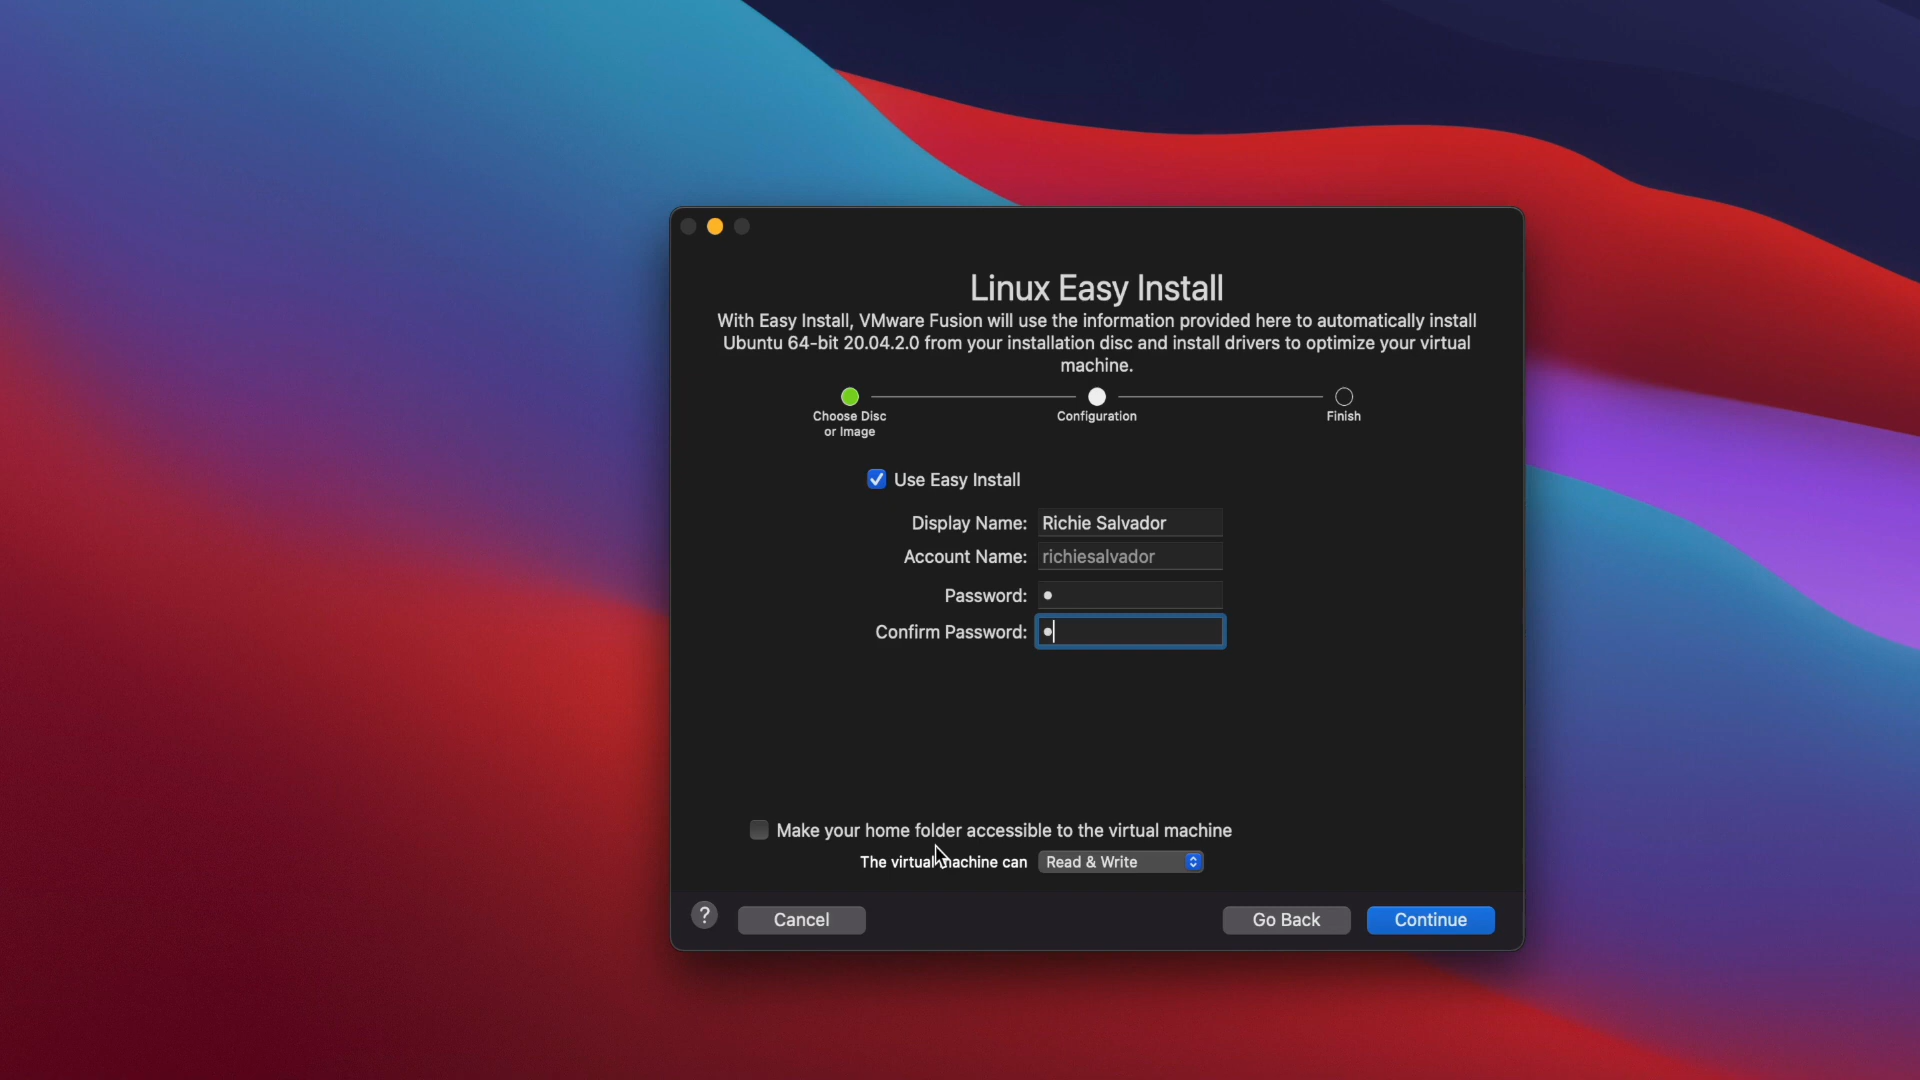 Linux Easy Install
With Easy Install, VMware Fusion will use the information provided here to automatically install
Ubuntu 64-bit 20.04.2.0 from your installation disc and install drivers to optimize your virtual
machine.
Choose Disc
or Image
Configuration
Finish
Use Easy Install
Display Name: Richie Salvador
Account Name: richiesalvador
Password: •
Confirm Password: •
Make your home folder accessible to the virtual machine
The virtual machine can Read & Write
? Cancel Go Back Continue